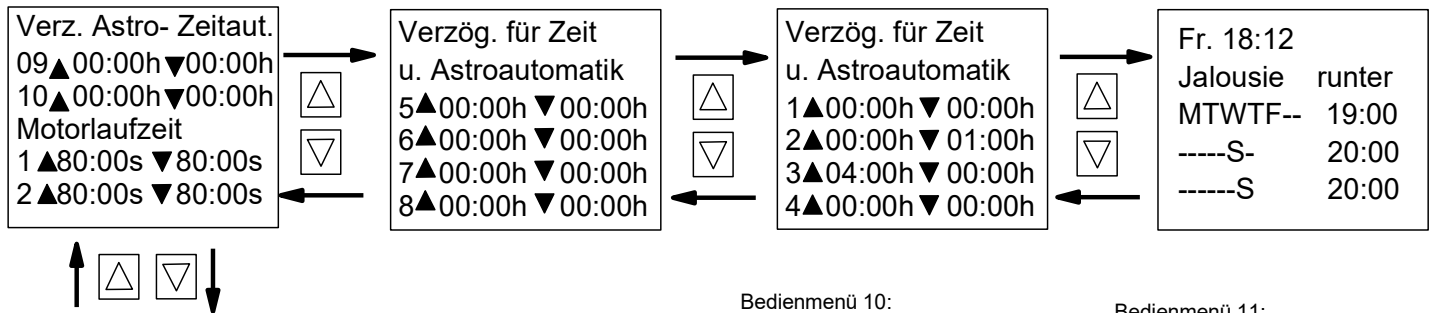 Verz. Astro- Zeitaut.
09▲00:00h▼00:00h
10▲00:00h▼00:00h
Motorlaufzeit
1 ▲80:00s ▼80:00s
2 ▲80:00s ▼80:00s
Verzög. für Zeit
u. Astroautomatik
5▲00:00h ▼ 00:00h
6▲00:00h ▼ 00:00h
7▲00:00h ▼ 00:00h
8▲00:00h ▼ 00:00h
Verzög. für Zeit
u. Astroautomatik
1▲00:00h ▼ 00:00h
2▲00:00h ▼ 01:00h
3▲04:00h ▼ 00:00h
4▲00:00h ▼ 00:00h
Fr. 18:12
Jalousie runter
MTWTF-- 19:00
-----S- 20:00
------S 20:00
Bedienmenü 10:
Bedienmenü 11: